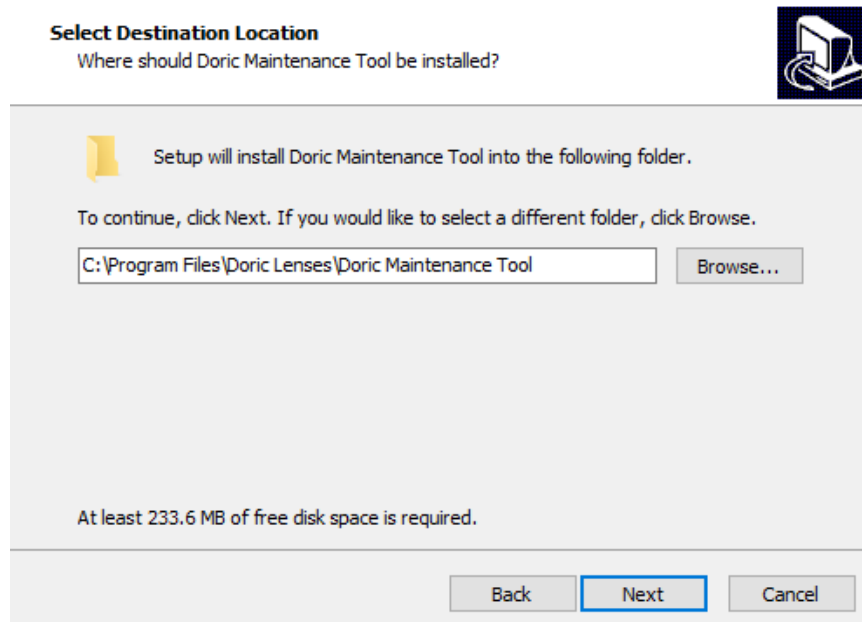 Select Destination Location
Where should Doric Maintenance Tool be installed?
Setup will install Doric Maintenance Tool into the following folder.
To continue, click Next. If you would like to select a different folder, click Browse.
C:\Program Files\Doric Lenses\Doric Maintenance Tool
Browse...
At least 233.6 MB of free disk space is required.
Back
Next
Cancel